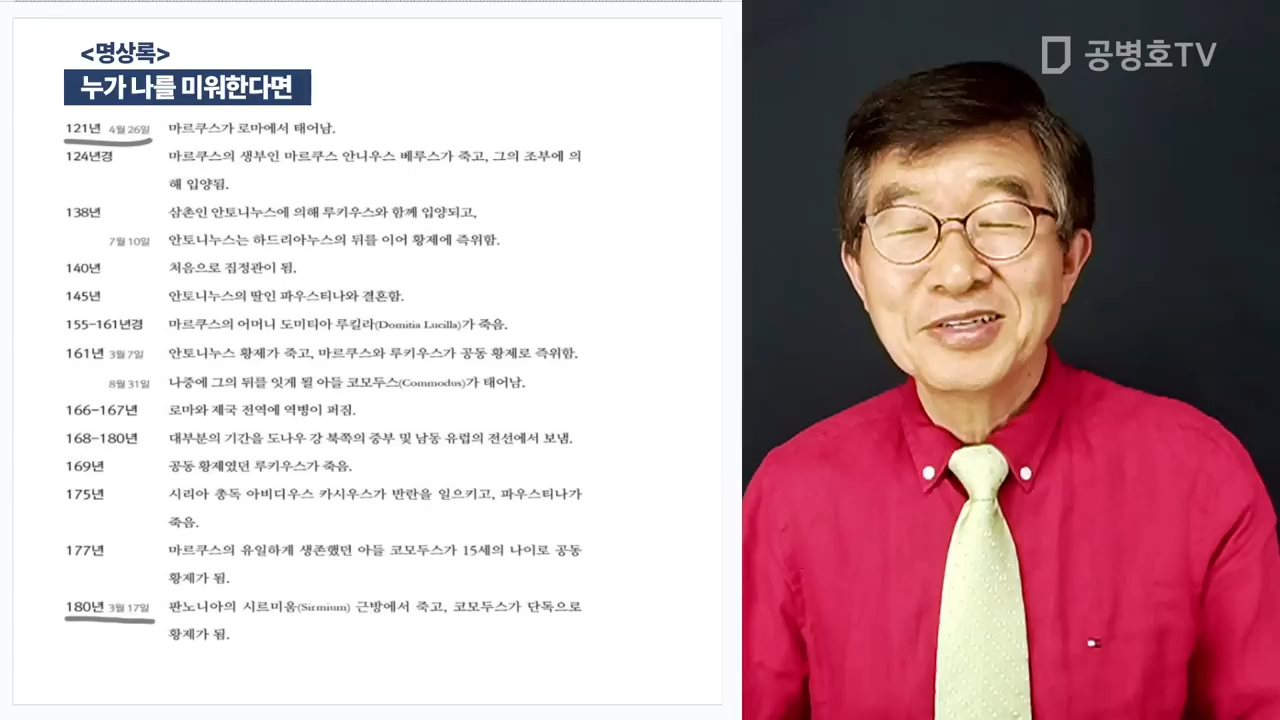 <명상록>
누가 나를 미워한다면
공병호TV
121년 4월 26일 마르쿠스가 로마에서 태어남.
124년경 마르쿠스의 생부인 마르쿠스 안니우스 베루스가 죽고, 그의 조부에 의
해 입양됨.
138년 삼촌인 안토니누스에 의해 루키우스와 함께 입양되고,
7월 10일 안토니누스는 하드리아누스의 뒤를 이어 황제에 즉위함.
140년 처음으로 집정관이 됨.
145년 안토니누스의 딸인 파우스티나와 결혼함.
155-161년경 마르쿠스의 어머니 도미티아 루킬라(Domitia Lucilla)가 죽음.
161년 3월 7일 안토니누스 황제가 죽고, 마르쿠스와 루키우스가 공동 황제로 즉위함.
8월 31일 나중에 그의 뒤를 잇게 될 아들 코모두스(Commodus)가 태어남.
166-167년 로마와 제국 전역에 역병이 퍼짐.
168-180년 대부분의 기간을 도나우 강 북쪽의 중부 및 남동 유럽의 전선에서 보냄.
169년 공동 황제였던 루키우스가 죽음.
175년 시리아 총독 아비디우스 카시우스가 반란을 일으키고, 파우스티나가
죽음.
177년 마르쿠스의 유일하게 생존했던 아들 코모두스가 15세의 나이로 공동
황제가 됨.
180년 3월 17일 판노니아의 시르미움(Sirmium) 근방에서 죽고, 코모두스가 단독으로
황제가 됨.